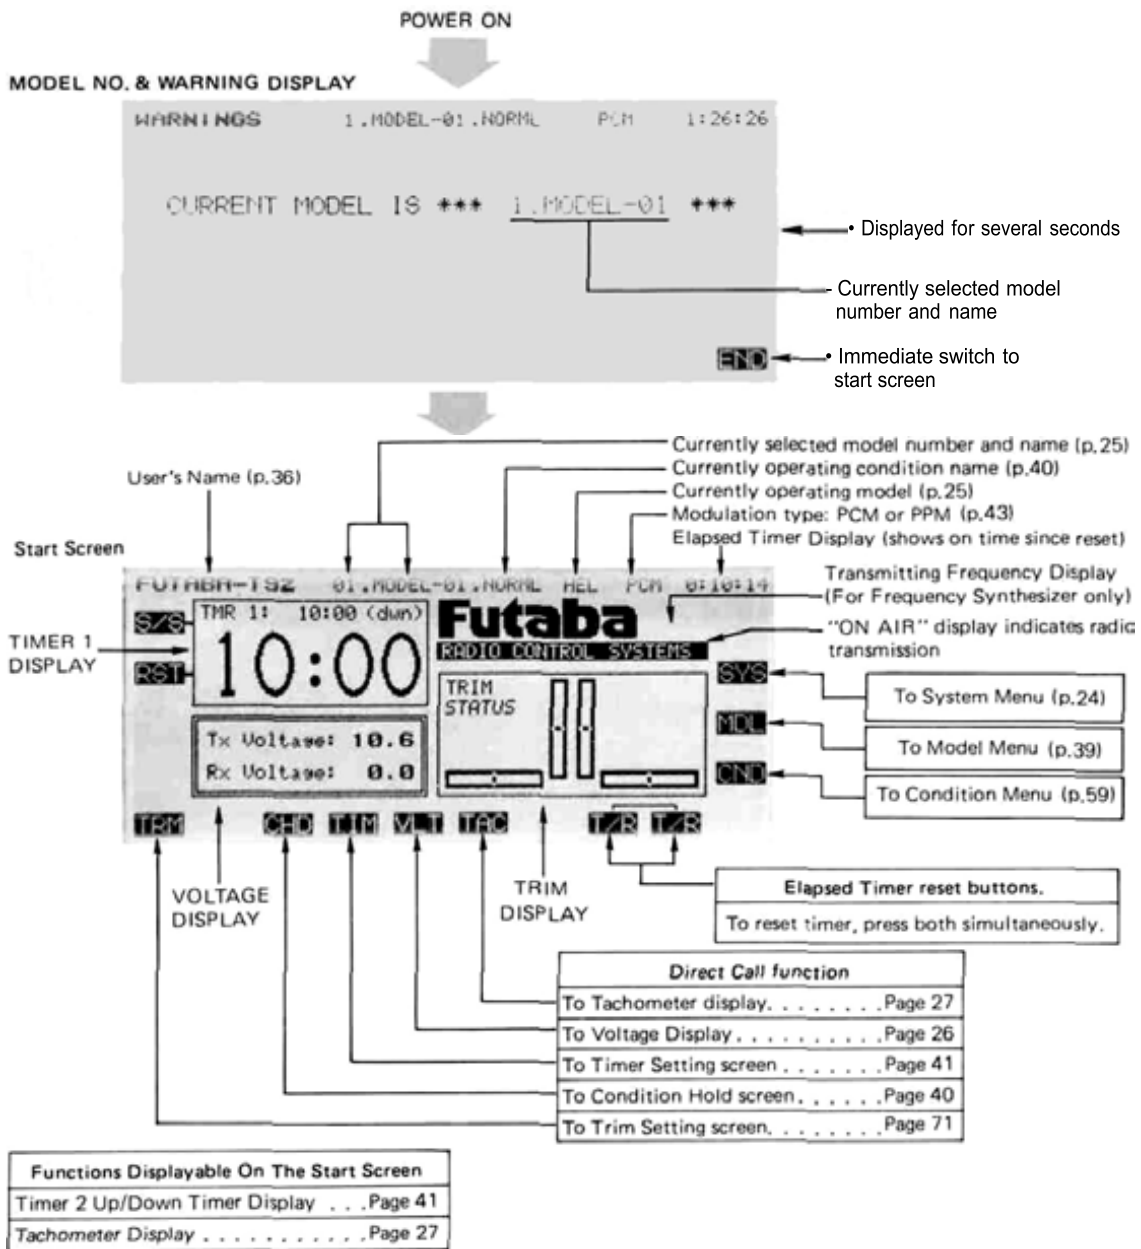 POWER ON
MODEL NO. & WARNING DISPLAY
WARNINGS 1.MODEL-01.NORML PCM 1:26:26
CURRENT MODEL IS *** 1.MODEL-01 ***
• Displayed for several seconds
Currently selected model
number and name
END
• Immediate switch to
start screen
Currently selected model number and name (p.25)
Currently operating condition name (p.40)
Currently operating model (p.25)
Modulation type: PCM or PPM (p.43)
Elapsed Timer Display (shows on time since reset)
User's Name (p.36)
Start Screen
Transmitting Frequency Display
(For Frequency Synthesizer only)
"ON AIR" display indicates radio
transmission
FUTABA-T9Z 01.MODEL-01.NORML HEL PCM 0:10:14
S/S
TMR 1: 10:00 (dwn)
10:00
TIMER 1
DISPLAY
RST
Futaba
RADIO CONTROL SYSTEMS
TRIM
STATUS
Tx Voltage: 10.6
Rx Voltage: 0.0
SYS
To System Menu (p.24)
MDL
To Model Menu (p.39)
CND
To Condition Menu (p.59)
TRM CHD TIM VLT TAC T/R T/R
VOLTAGE
DISPLAY
TRIM
DISPLAY
Elapsed Timer reset buttons.
To reset timer, press both simultaneously.
Direct Call function
To Tachometer display. . . . . . . . Page 27
To Voltage Display . . . . . . . . . . Page 26
To Timer Setting screen . . . . . . . Page 41
To Condition Hold screen . . . . . . Page 40
To Trim Setting screen. . . . . . . . Page 71
Functions Displayable On The Start Screen
Timer 2 Up/Down Timer Display . . . Page 41
Tachometer Display . . . . . . . . . . . Page 27